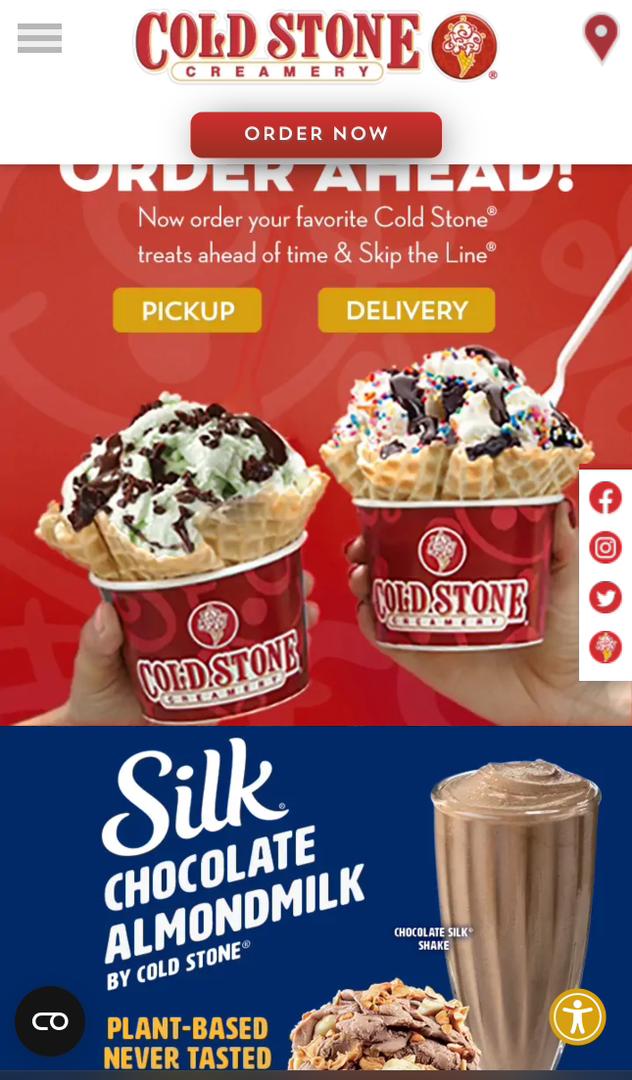 COLD STONE
CREAMERY
ORDER NOW
ORDER AHEAD!
Now order your favorite Cold Stone®
treats ahead of time & Skip the Line®
PICKUP
DELIVERY
COLD STONE
CREAMERY
COLD STONE
CREAMERY
Silk®
CHOCOLATE
ALMONDMILK
BY COLD STONE®
CHOCOLATE SILK®
SHAKE
PLANT-BASED
NEVER TASTED